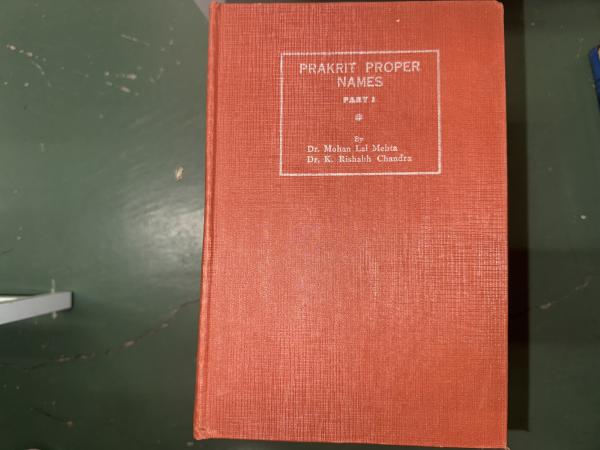 PRAKRIT PROPER
NAMES
PART I
By
Dr. Mohan Lal Mehta
Dr. K. Rishabh Chandra